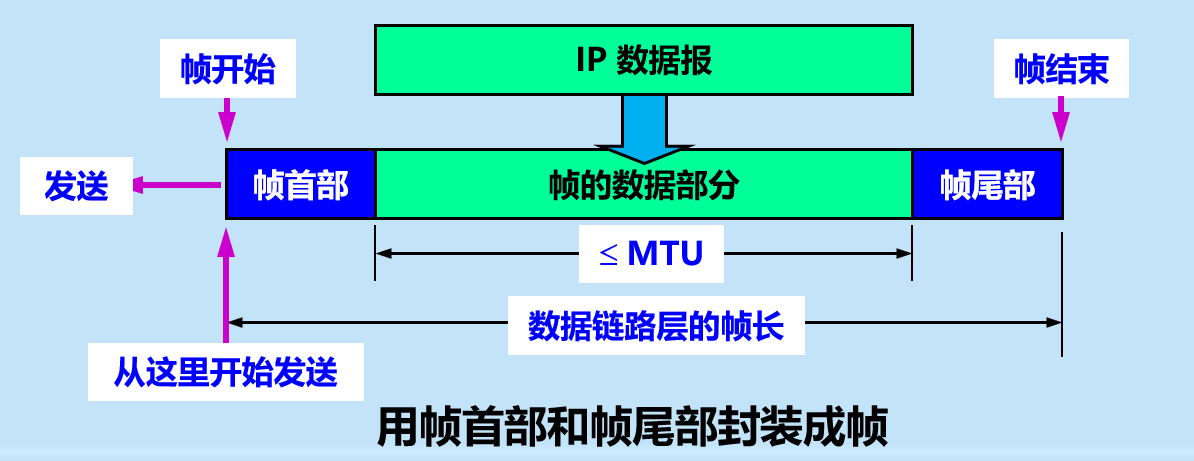 IP 数据报
帧开始
帧结束
发送
帧首部
帧的数据部分
帧尾部
≤ MTU
数据链路层的帧长
从这里开始发送
用帧首部和帧尾部封装成帧